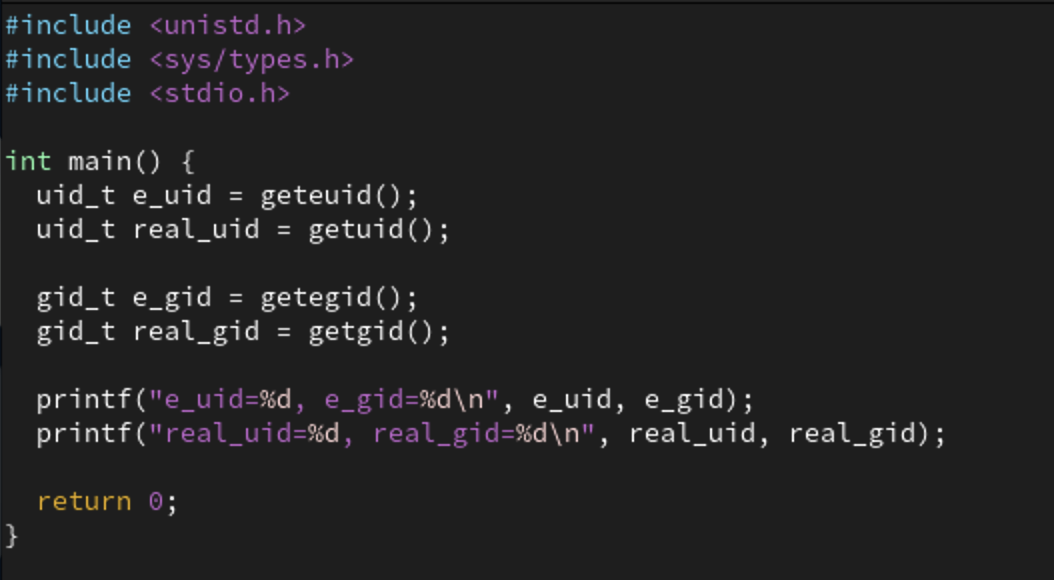 #include <unistd.h>
#include <sys/types.h>
#include <stdio.h>

int main() {
  uid_t e_uid = geteuid();
  uid_t real_uid = getuid();

  gid_t e_gid = getegid();
  gid_t real_gid = getgid();

  printf("e_uid=%d, e_gid=%d\n", e_uid, e_gid);
  printf("real_uid=%d, real_gid=%d\n", real_uid, real_gid);

  return 0;
}